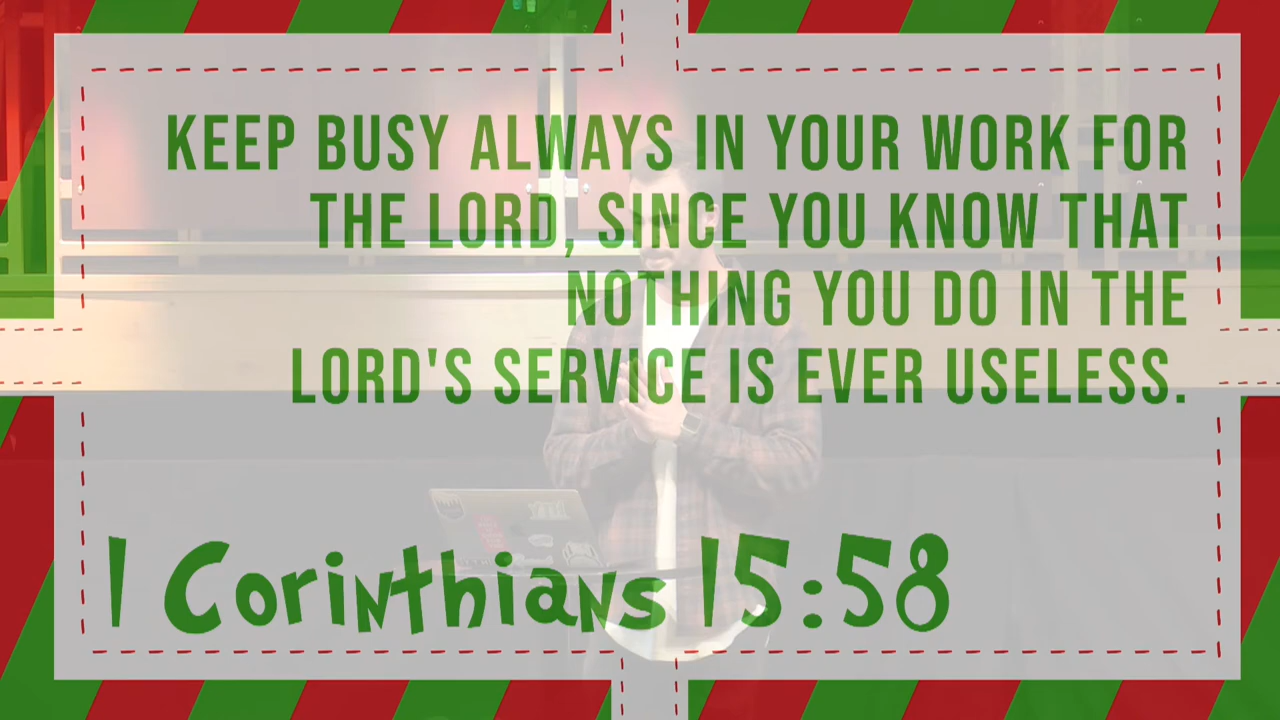 KEEP BUSY ALWAYS IN YOUR WORK FOR
THE LORD, SINCE YOU KNOW THAT
NOTHING YOU DO IN THE
LORD'S SERVICE IS EVER USELESS.
1 Corinthians 15:58